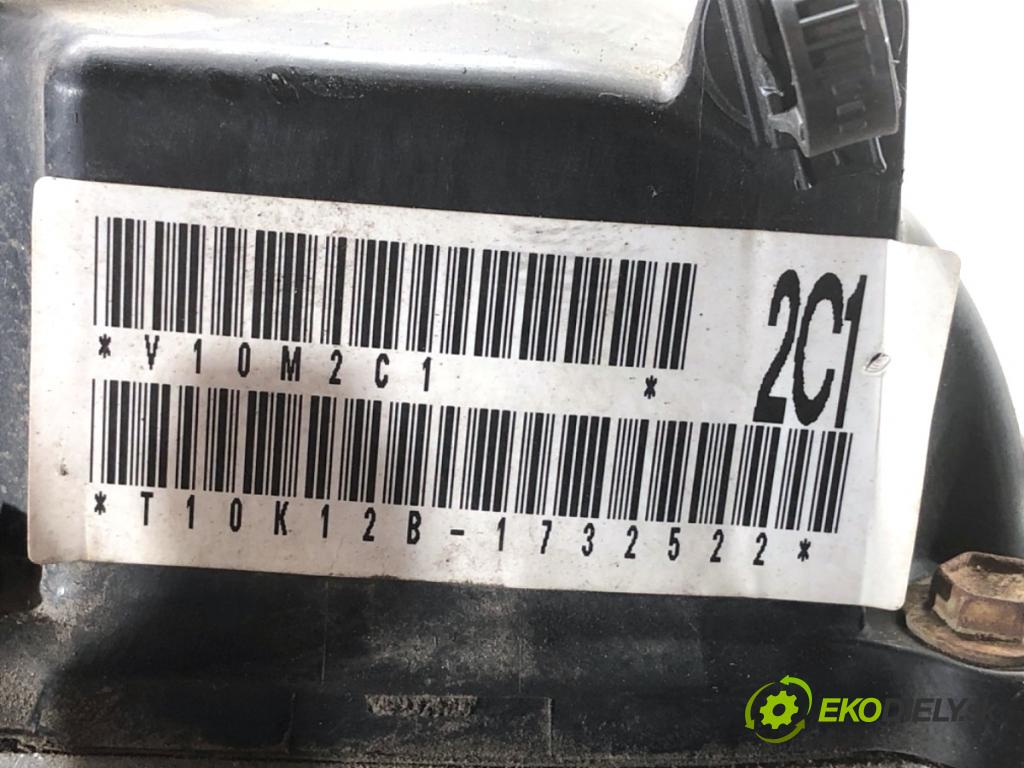 *V10M2C1 *
2C1
*T10K12B-1732522*
EKODIELY.SK